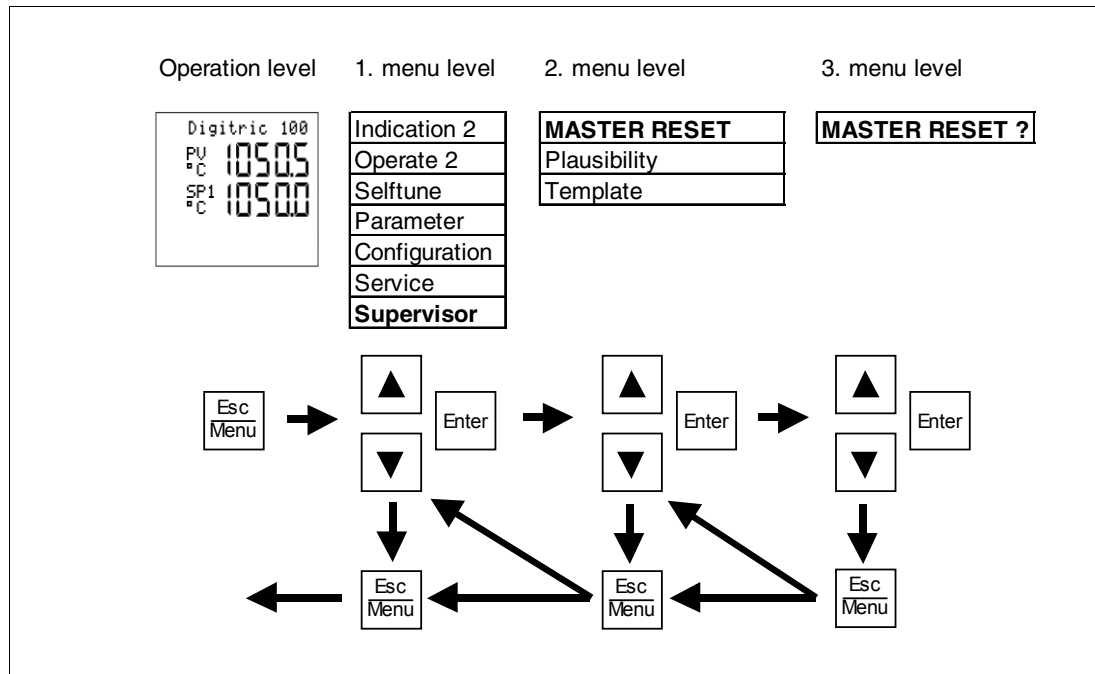 Operation level 1. menu level 2. menu level 3. menu level
Digitric 100
PV
°C 1050.5
SP1
°C 1050.0
Indication 2
Operate 2
Selftune
Parameter
Configuration
Service
Supervisor
MASTER RESET
Plausibility
Template
MASTER RESET ?
Esc
Menu
▲
▼
Enter
▲
▼
Enter
▲
▼
Enter
Esc
Menu
Esc
Menu
Esc
Menu